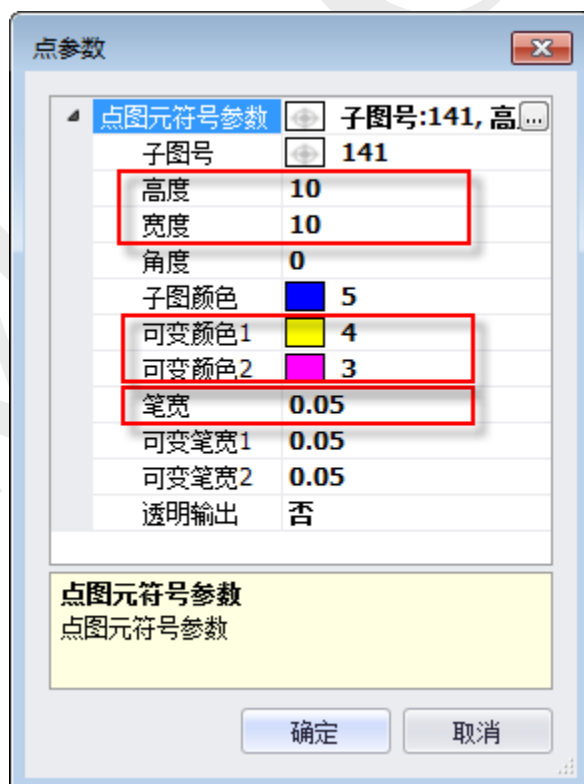 点参数
点图元符号参数 子图号:141, 高 ...
子图号 141
高度 10
宽度 10
角度 0
子图颜色 5
可变颜色1 4
可变颜色2 3
笔宽 0.05
可变笔宽1 0.05
可变笔宽2 0.05
透明输出 否
点图元符号参数
点图元符号参数
确定 取消